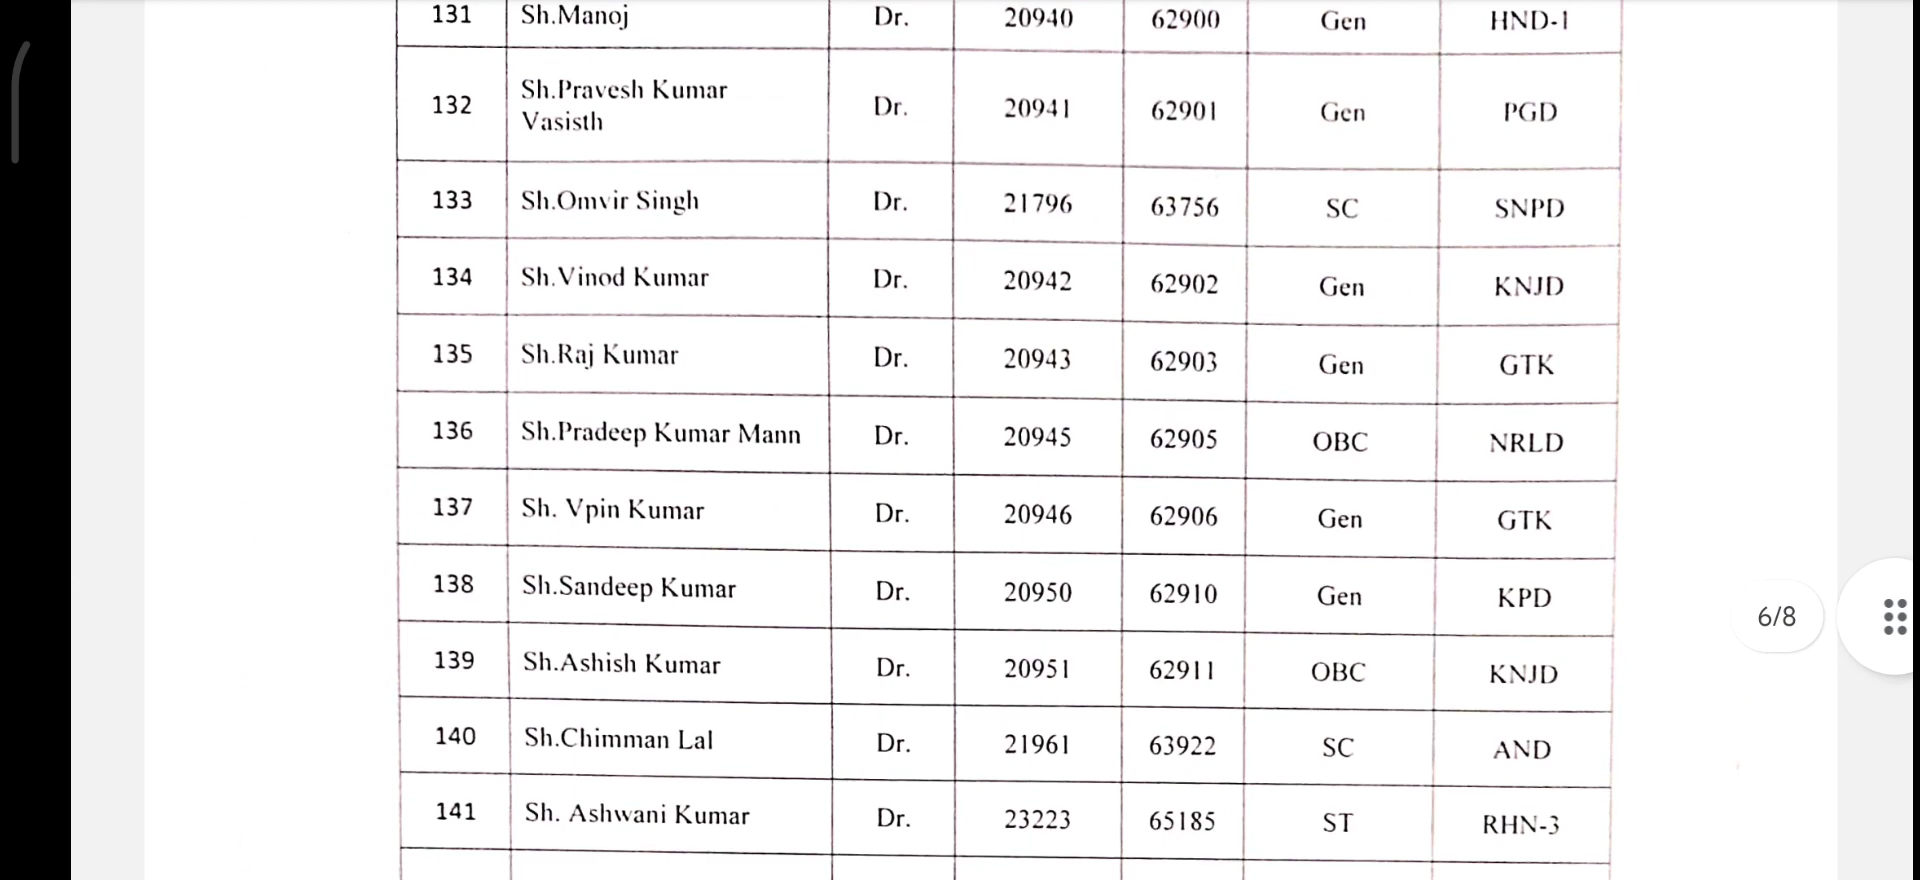 131 Sh.Manoj Dr. 20940 62900 Gen HND-1
132 Sh.Pravesh Kumar Vasisth Dr. 20941 62901 Gen PGD
133 Sh.Omvir Singh Dr. 21796 63756 SC SNPD
134 Sh.Vinod Kumar Dr. 20942 62902 Gen KNJD
135 Sh.Raj Kumar Dr. 20943 62903 Gen GTK
136 Sh.Pradeep Kumar Mann Dr. 20945 62905 OBC NRLD
137 Sh. Vpin Kumar Dr. 20946 62906 Gen GTK
138 Sh.Sandeep Kumar Dr. 20950 62910 Gen KPD
6/8
139 Sh.Ashish Kumar Dr. 20951 62911 OBC KNJD
140 Sh.Chimman Lal Dr. 21961 63922 SC AND
141 Sh. Ashwani Kumar Dr. 23223 65185 ST RHN-3